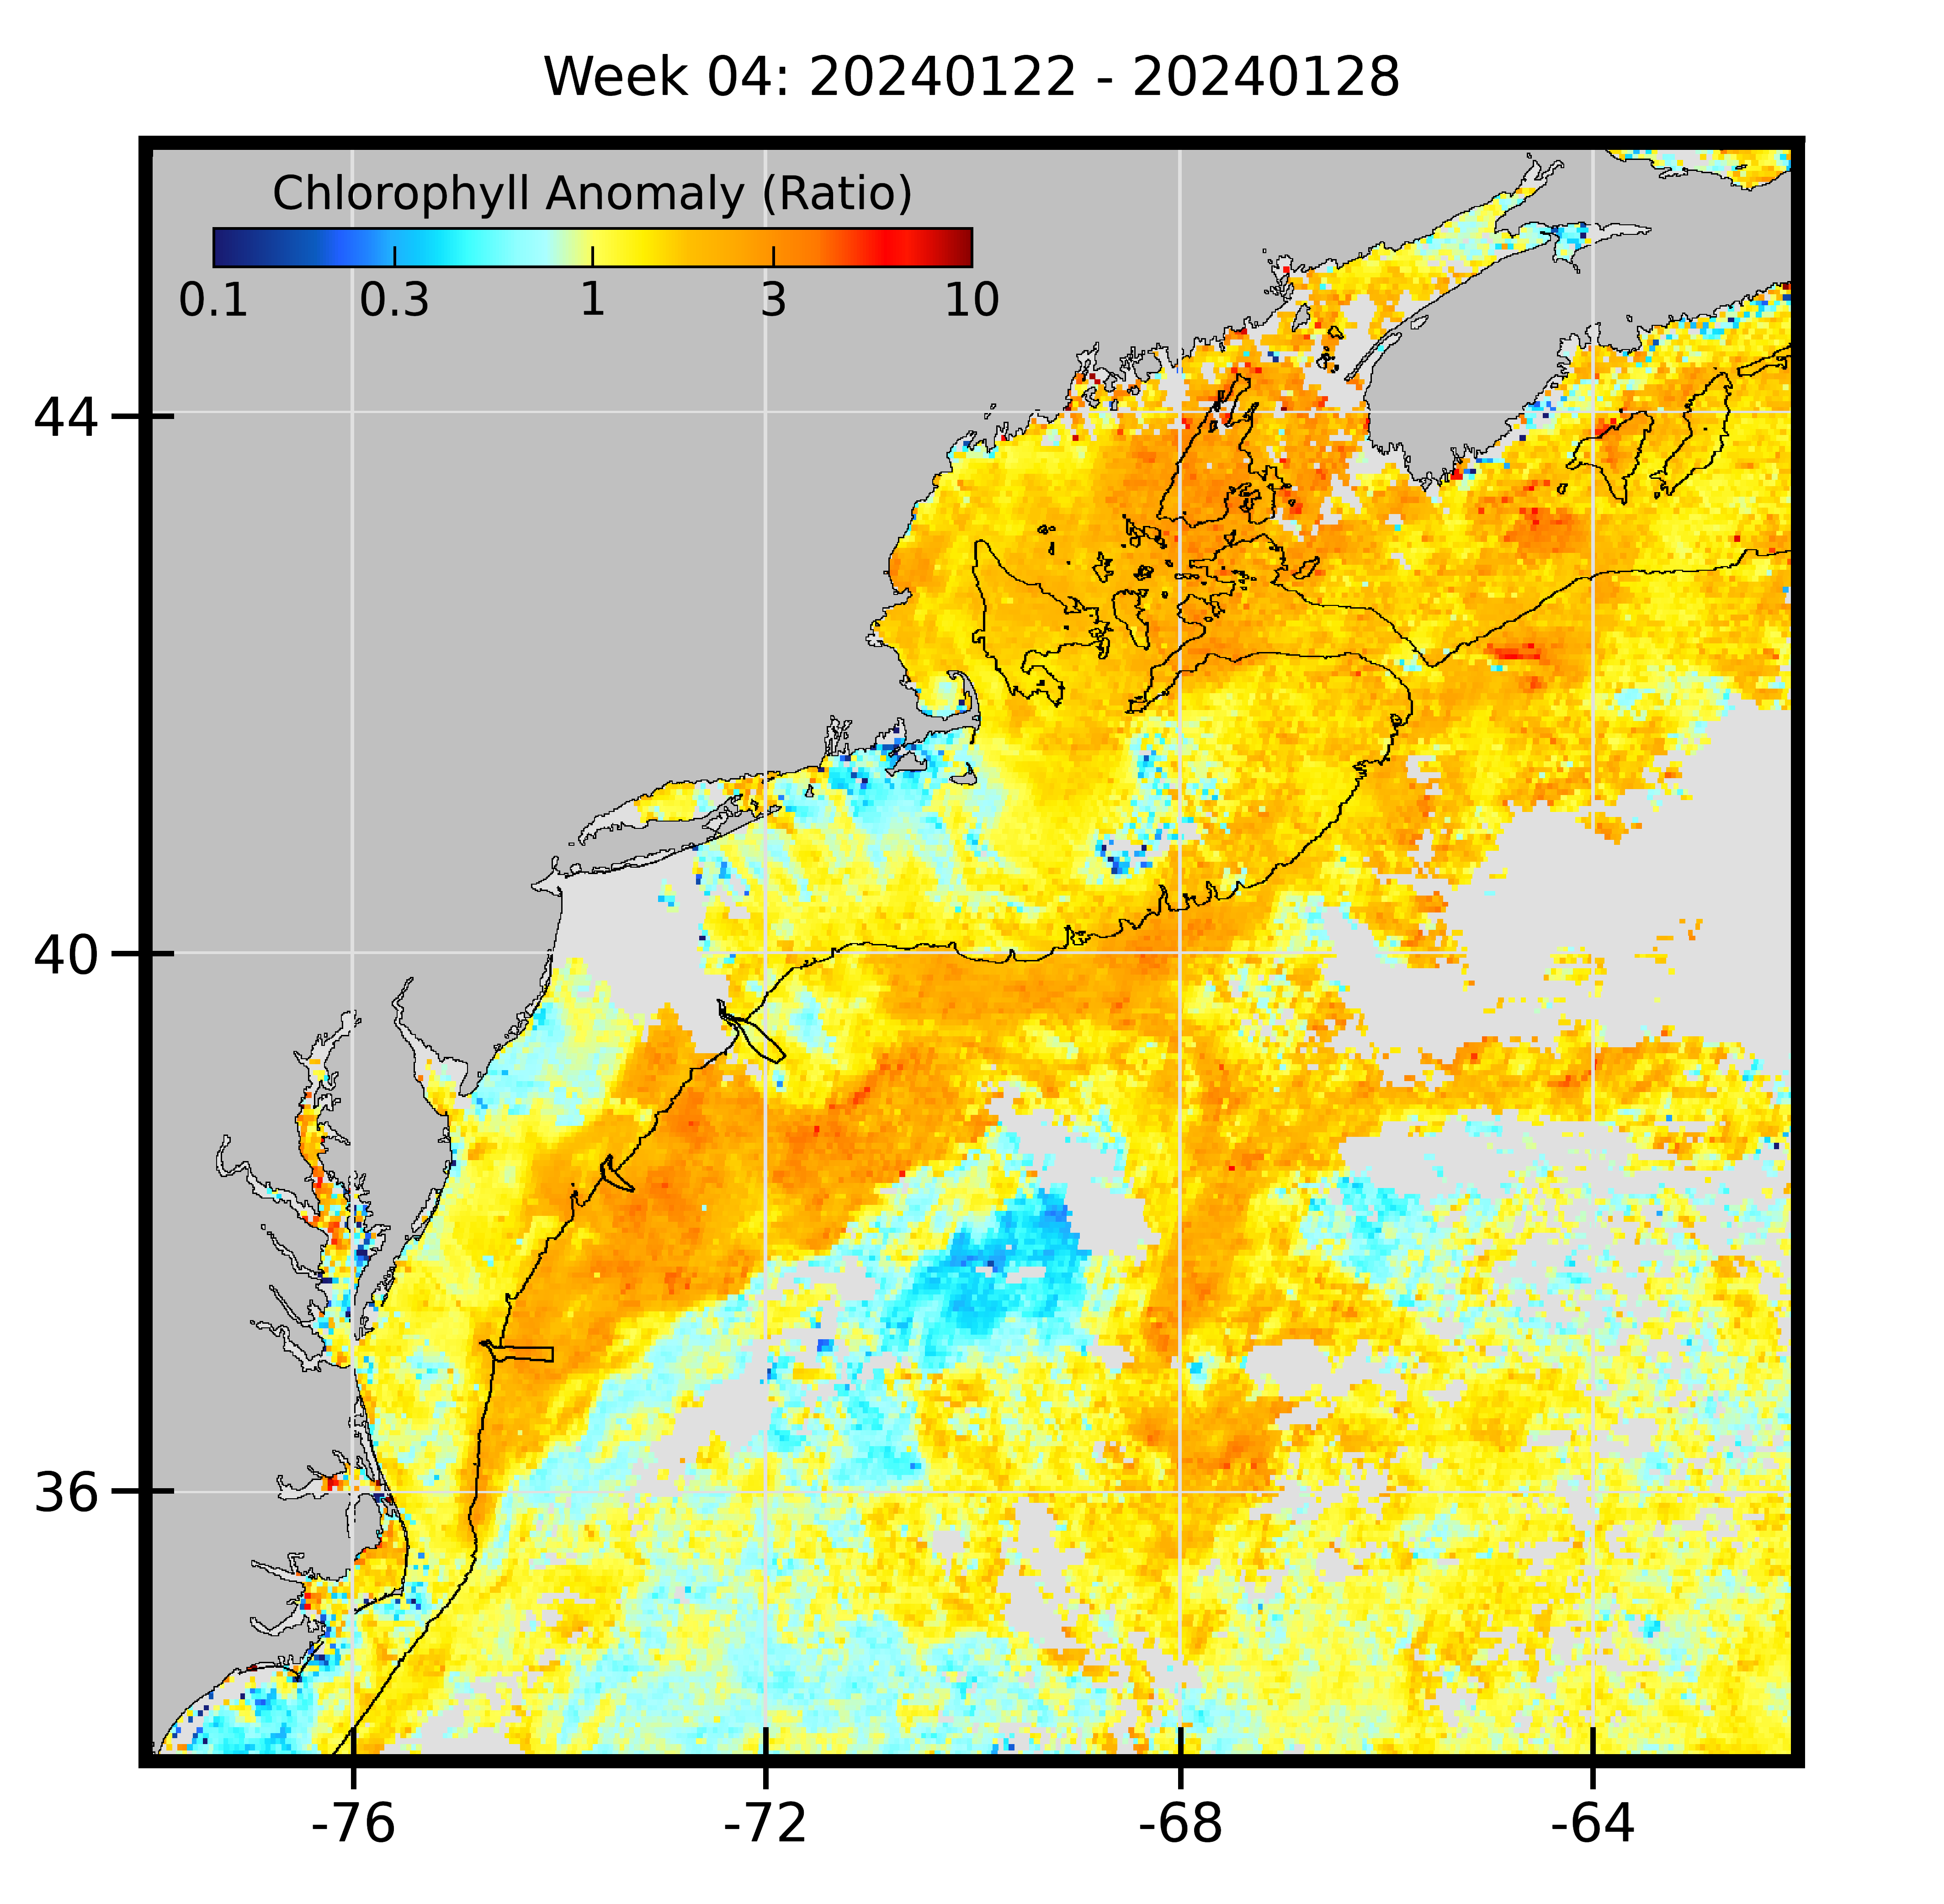 Week 04: 20240122 - 20240128
Chlorophyll Anomaly (Ratio)
0.1 0.3 1 3 10
44
40
36
-76 -72 -68 -64